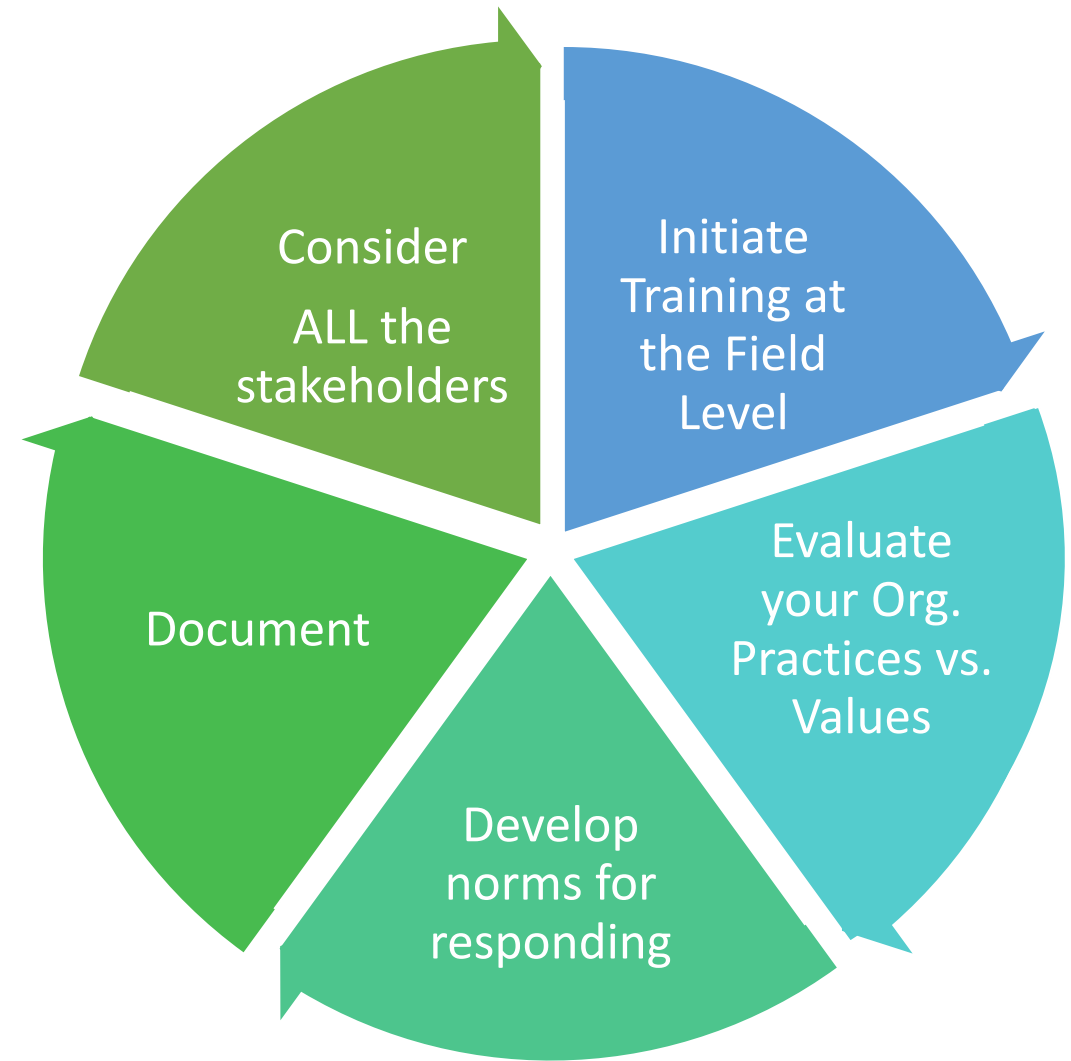 Consider
ALL the
stakeholders
Initiate
Training at
the Field
Level
Evaluate
your Org.
Practices vs.
Values
Develop
norms for
responding
Document